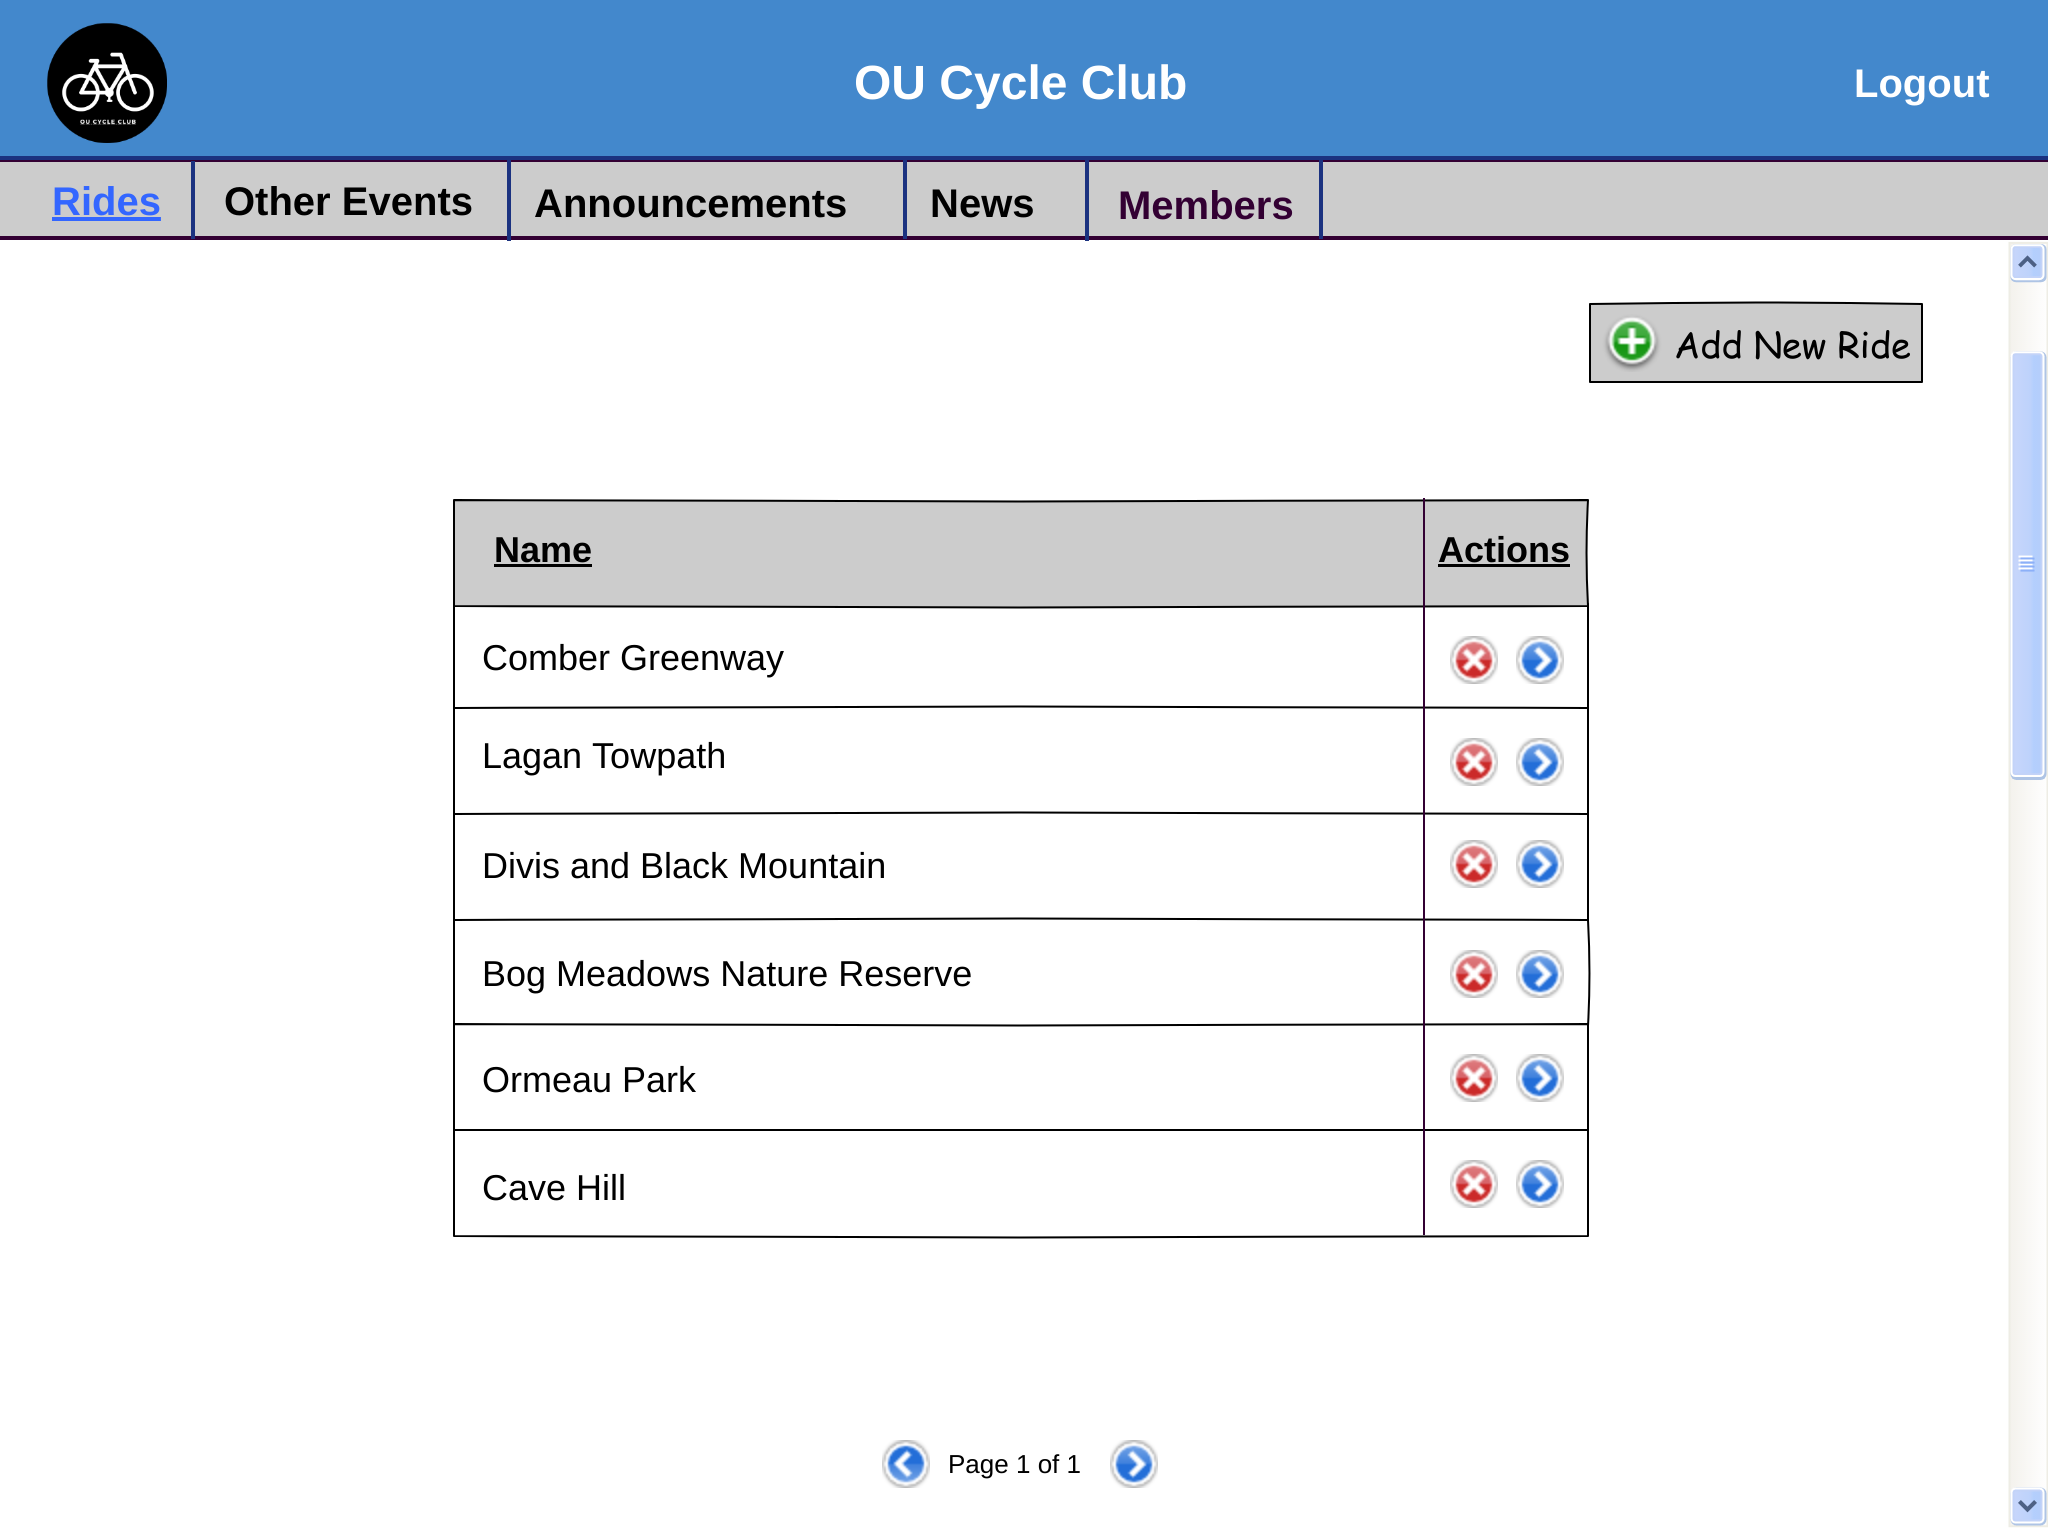 OU CYCLE CLUB
OU Cycle Club
Logout
Rides
Other Events
Announcements
News
Members
Add New Ride
Name
Actions
Comber Greenway
Lagan Towpath
Divis and Black Mountain
Bog Meadows Nature Reserve
Ormeau Park
Cave Hill
Page 1 of 1